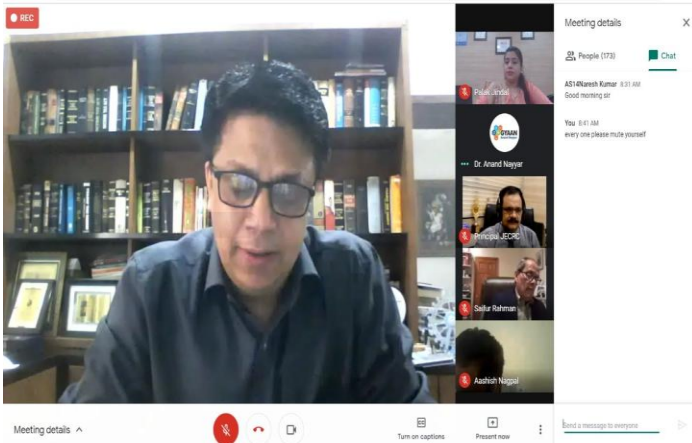 REC
Meeting details
People (173)
Chat
AS14Naresh Kumar 8:31 AM
Good morning sir
You 8:41 AM
every one please mute yourself
Palak Jindal
GYAAN
Dr. Anand Nayyar
Principal JECRC
Saifur Rahman
Aashish Nagpal
Meeting details
Turn on captions
Present now
Send a message to everyone